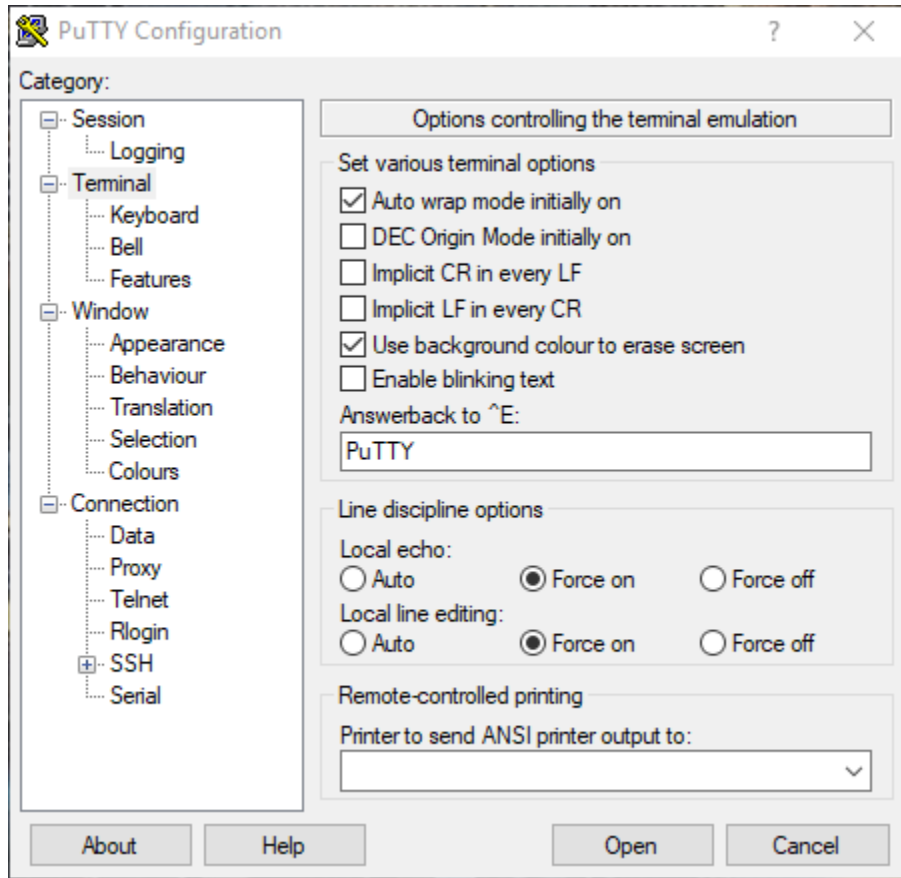 PuTTY Configuration
Category:
Session
Logging
Terminal
Keyboard
Bell
Features
Window
Appearance
Behaviour
Translation
Selection
Colours
Connection
Data
Proxy
Telnet
Rlogin
SSH
Serial
Options controlling the terminal emulation
Set various terminal options
Auto wrap mode initially on
DEC Origin Mode initially on
Implicit CR in every LF
Implicit LF in every CR
Use background colour to erase screen
Enable blinking text
Answerback to ^E:
PuTTY
Line discipline options
Local echo:
Auto Force on Force off
Local line editing:
Auto Force on Force off
Remote-controlled printing
Printer to send ANSI printer output to:
About Help Open Cancel